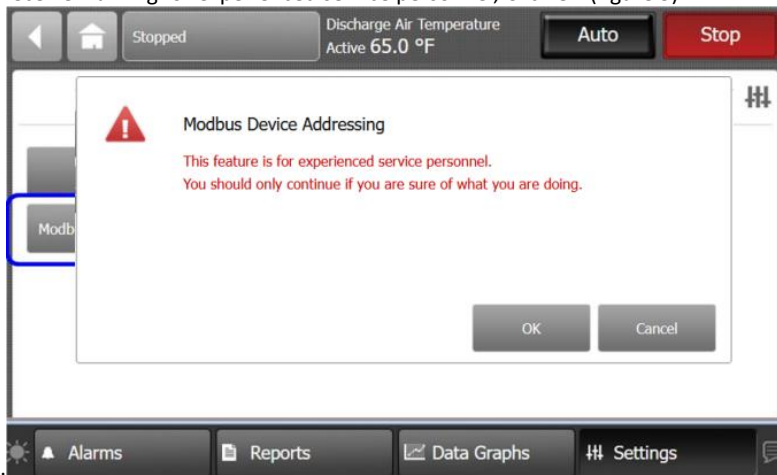 Stopped
Discharge Air Temperature
Active 65.0 °F
Auto
Stop
Modbus Device Addressing
This feature is for experienced service personnel.
You should only continue if you are sure of what you are doing.
Modb
OK
Cancel
Alarms
Reports
Data Graphs
Settings
.